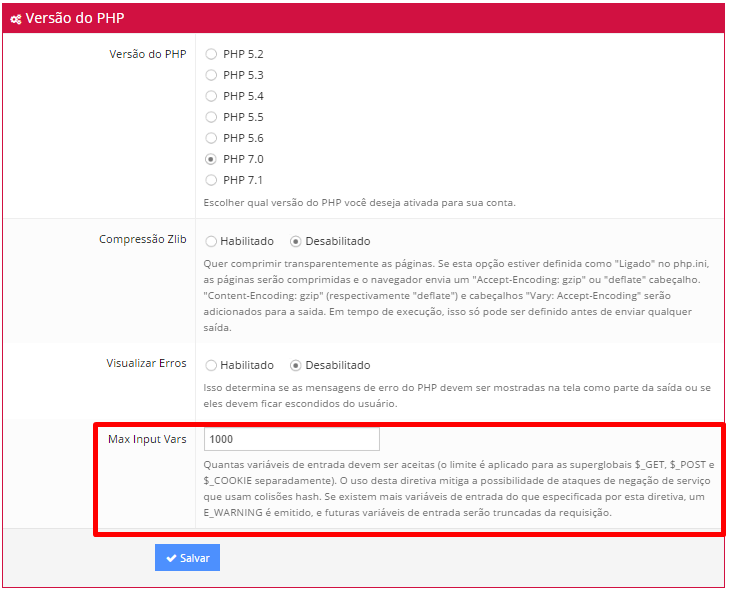 Versão do PHP
Versão do PHP
PHP 5.2
PHP 5.3
PHP 5.4
PHP 5.5
PHP 5.6
PHP 7.0
PHP 7.1
Escolher qual versão do PHP você deseja ativada para sua conta.
Compressão Zlib
Habilitado Desabilitado
Quer comprimir transparentemente as páginas. Se esta opção estiver definida como "Ligado" no php.ini,
as páginas serão comprimidas e o navegador envia um "Accept-Encoding: gzip" ou "deflate" cabeçalho.
"Content-Encoding: gzip" (respectivamente "deflate") e cabeçalhos "Vary: Accept-Encoding" serão
adicionados para a saida. Em tempo de execução, isso só pode ser definido antes de enviar qualquer
saída.
Visualizar Erros
Habilitado Desabilitado
Isso determina se as mensagens de erro do PHP devem ser mostradas na tela como parte da saída ou se
eles devem ficar escondidos do usuário.
Max Input Vars
1000
Quantas variáveis de entrada devem ser aceitas (o limite é aplicado para as superglobais $_GET, $_POST e
$_COOKIE separadamente). O uso desta diretiva mitiga a possibilidade de ataques de negação de serviço
que usam colisões hash. Se existem mais variáveis de entrada do que especificada por esta diretiva, um
E_WARNING é emitido, e futuras variáveis de entrada serão truncadas da requisição.
Salvar